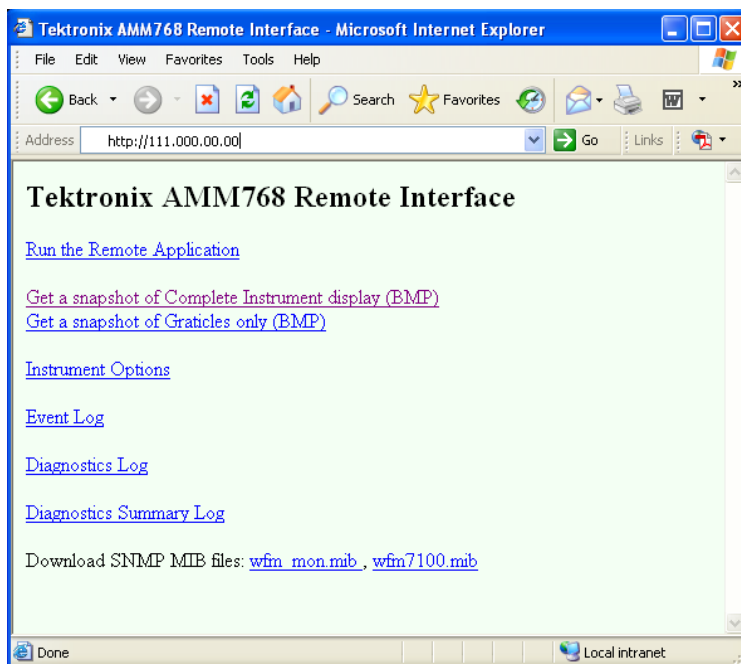 Tektronix AMM768 Remote Interface - Microsoft Internet Explorer
File Edit View Favorites Tools Help
Back Search Favorites
Address http://111.000.00.00 Go Links
Tektronix AMM768 Remote Interface
Run the Remote Application
Get a snapshot of Complete Instrument display (BMP)
Get a snapshot of Graticles only (BMP)
Instrument Options
Event Log
Diagnostics Log
Diagnostics Summary Log
Download SNMP MIB files: wfm_mon.mib , wfm7100.mib
Done Local intranet